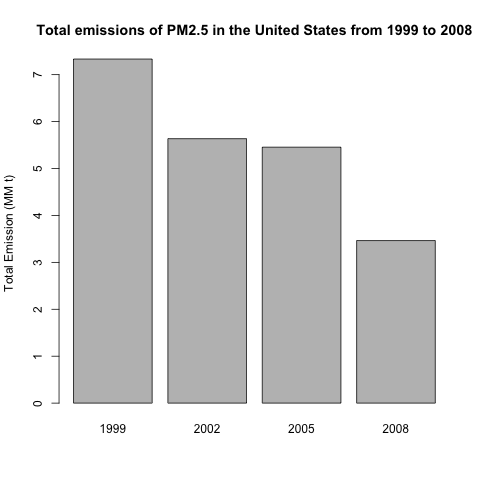 Total emissions of PM2.5 in the United States from 1999 to 2008
Total Emission (MM t)
7
6
5
4
3
2
1
0
1999 2002 2005 2008